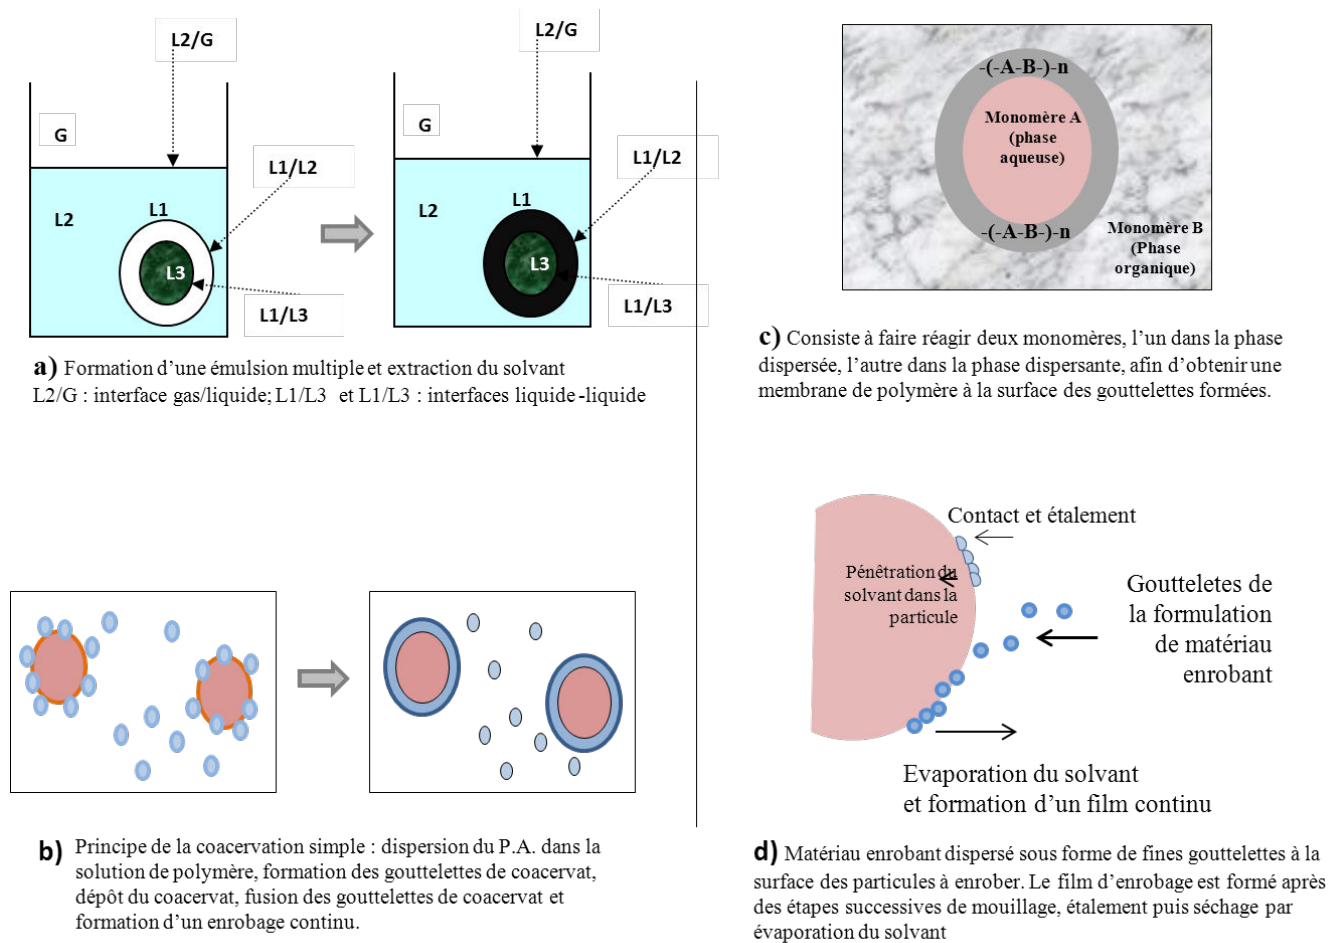 L2/G
G
L1/L2
L1
L2
L3
L1/L3
L2/G
G
L1/L2
L1
L2
L3
L1/L3
a) Formation d’une émulsion multiple et extraction du solvant
L2/G : interface gas/liquide; L1/L3 et L1/L3 : interfaces liquide-liquide
b) Principe de la coacervation simple : dispersion du P.A. dans la
solution de polymère, formation des gouttelettes de coacervat,
dépôt du coacervat, fusion des gouttelettes de coacervat et
formation d’un enrobage continu.
-(-A-B-)-n
Monomère A
(phase
aqueuse)
-(-A-B-)-n
Monomère B
(Phase
organique)
c) Consiste à faire réagir deux monomères, l’un dans la phase
dispersée, l’autre dans la phase dispersante, afin d’obtenir une
membrane de polymère à la surface des gouttelettes formées.
Contact et étalement
Pénêtration du
solvant dans la
particule
Goutteletes de
la formulation
de matériau
enrobant
Evaporation du solvant
et formation d’un film continu
d) Matériau enrobant dispersé sous forme de fines gouttelettes à la
surface des particules à enrober. Le film d’enrobage est formé après
des étapes successives de mouillage, étalement puis séchage par
évaporation du solvant